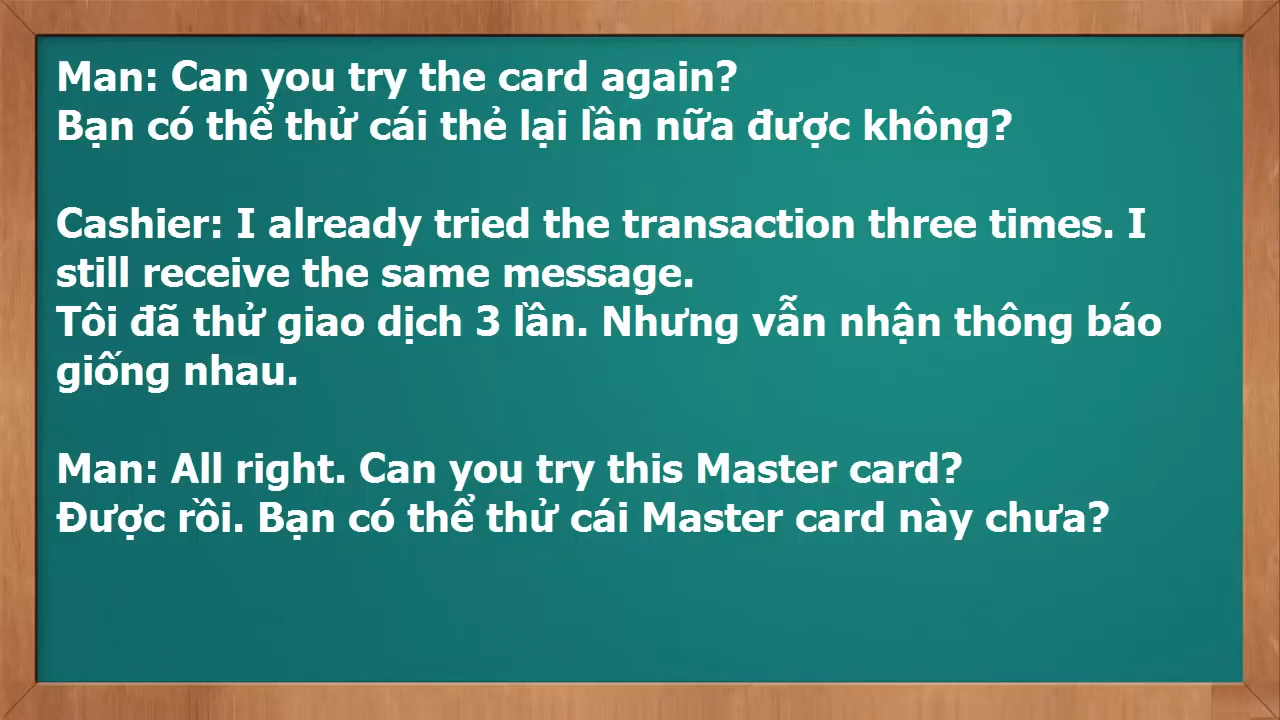 Man: Can you try the card again?
Bạn có thể thử cái thẻ lại lần nữa được không?
Cashier: I already tried the transaction three times. I
still receive the same message.
Tôi đã thử giao dịch 3 lần. Nhưng vẫn nhận thông báo
giống nhau.
Man: All right. Can you try this Master card?
Được rồi. Bạn có thể thử cái Master card này chưa?